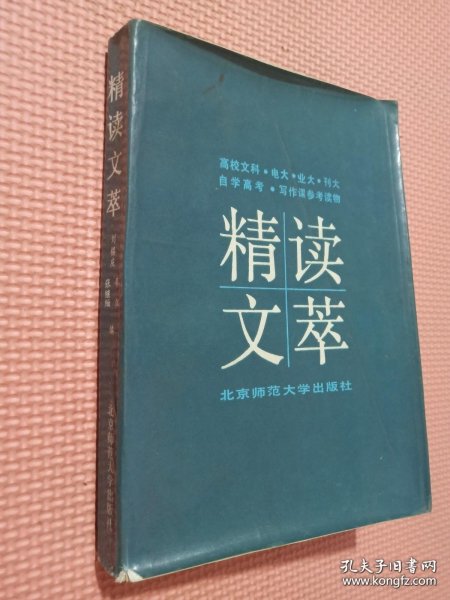 高校文科·电大·业大·刊大
自学高考·写作课参考读物
精读
文萃
北京师范大学出版社
精读文萃
北京师范大学出版社
孔夫子旧书网
www.kongfz.com